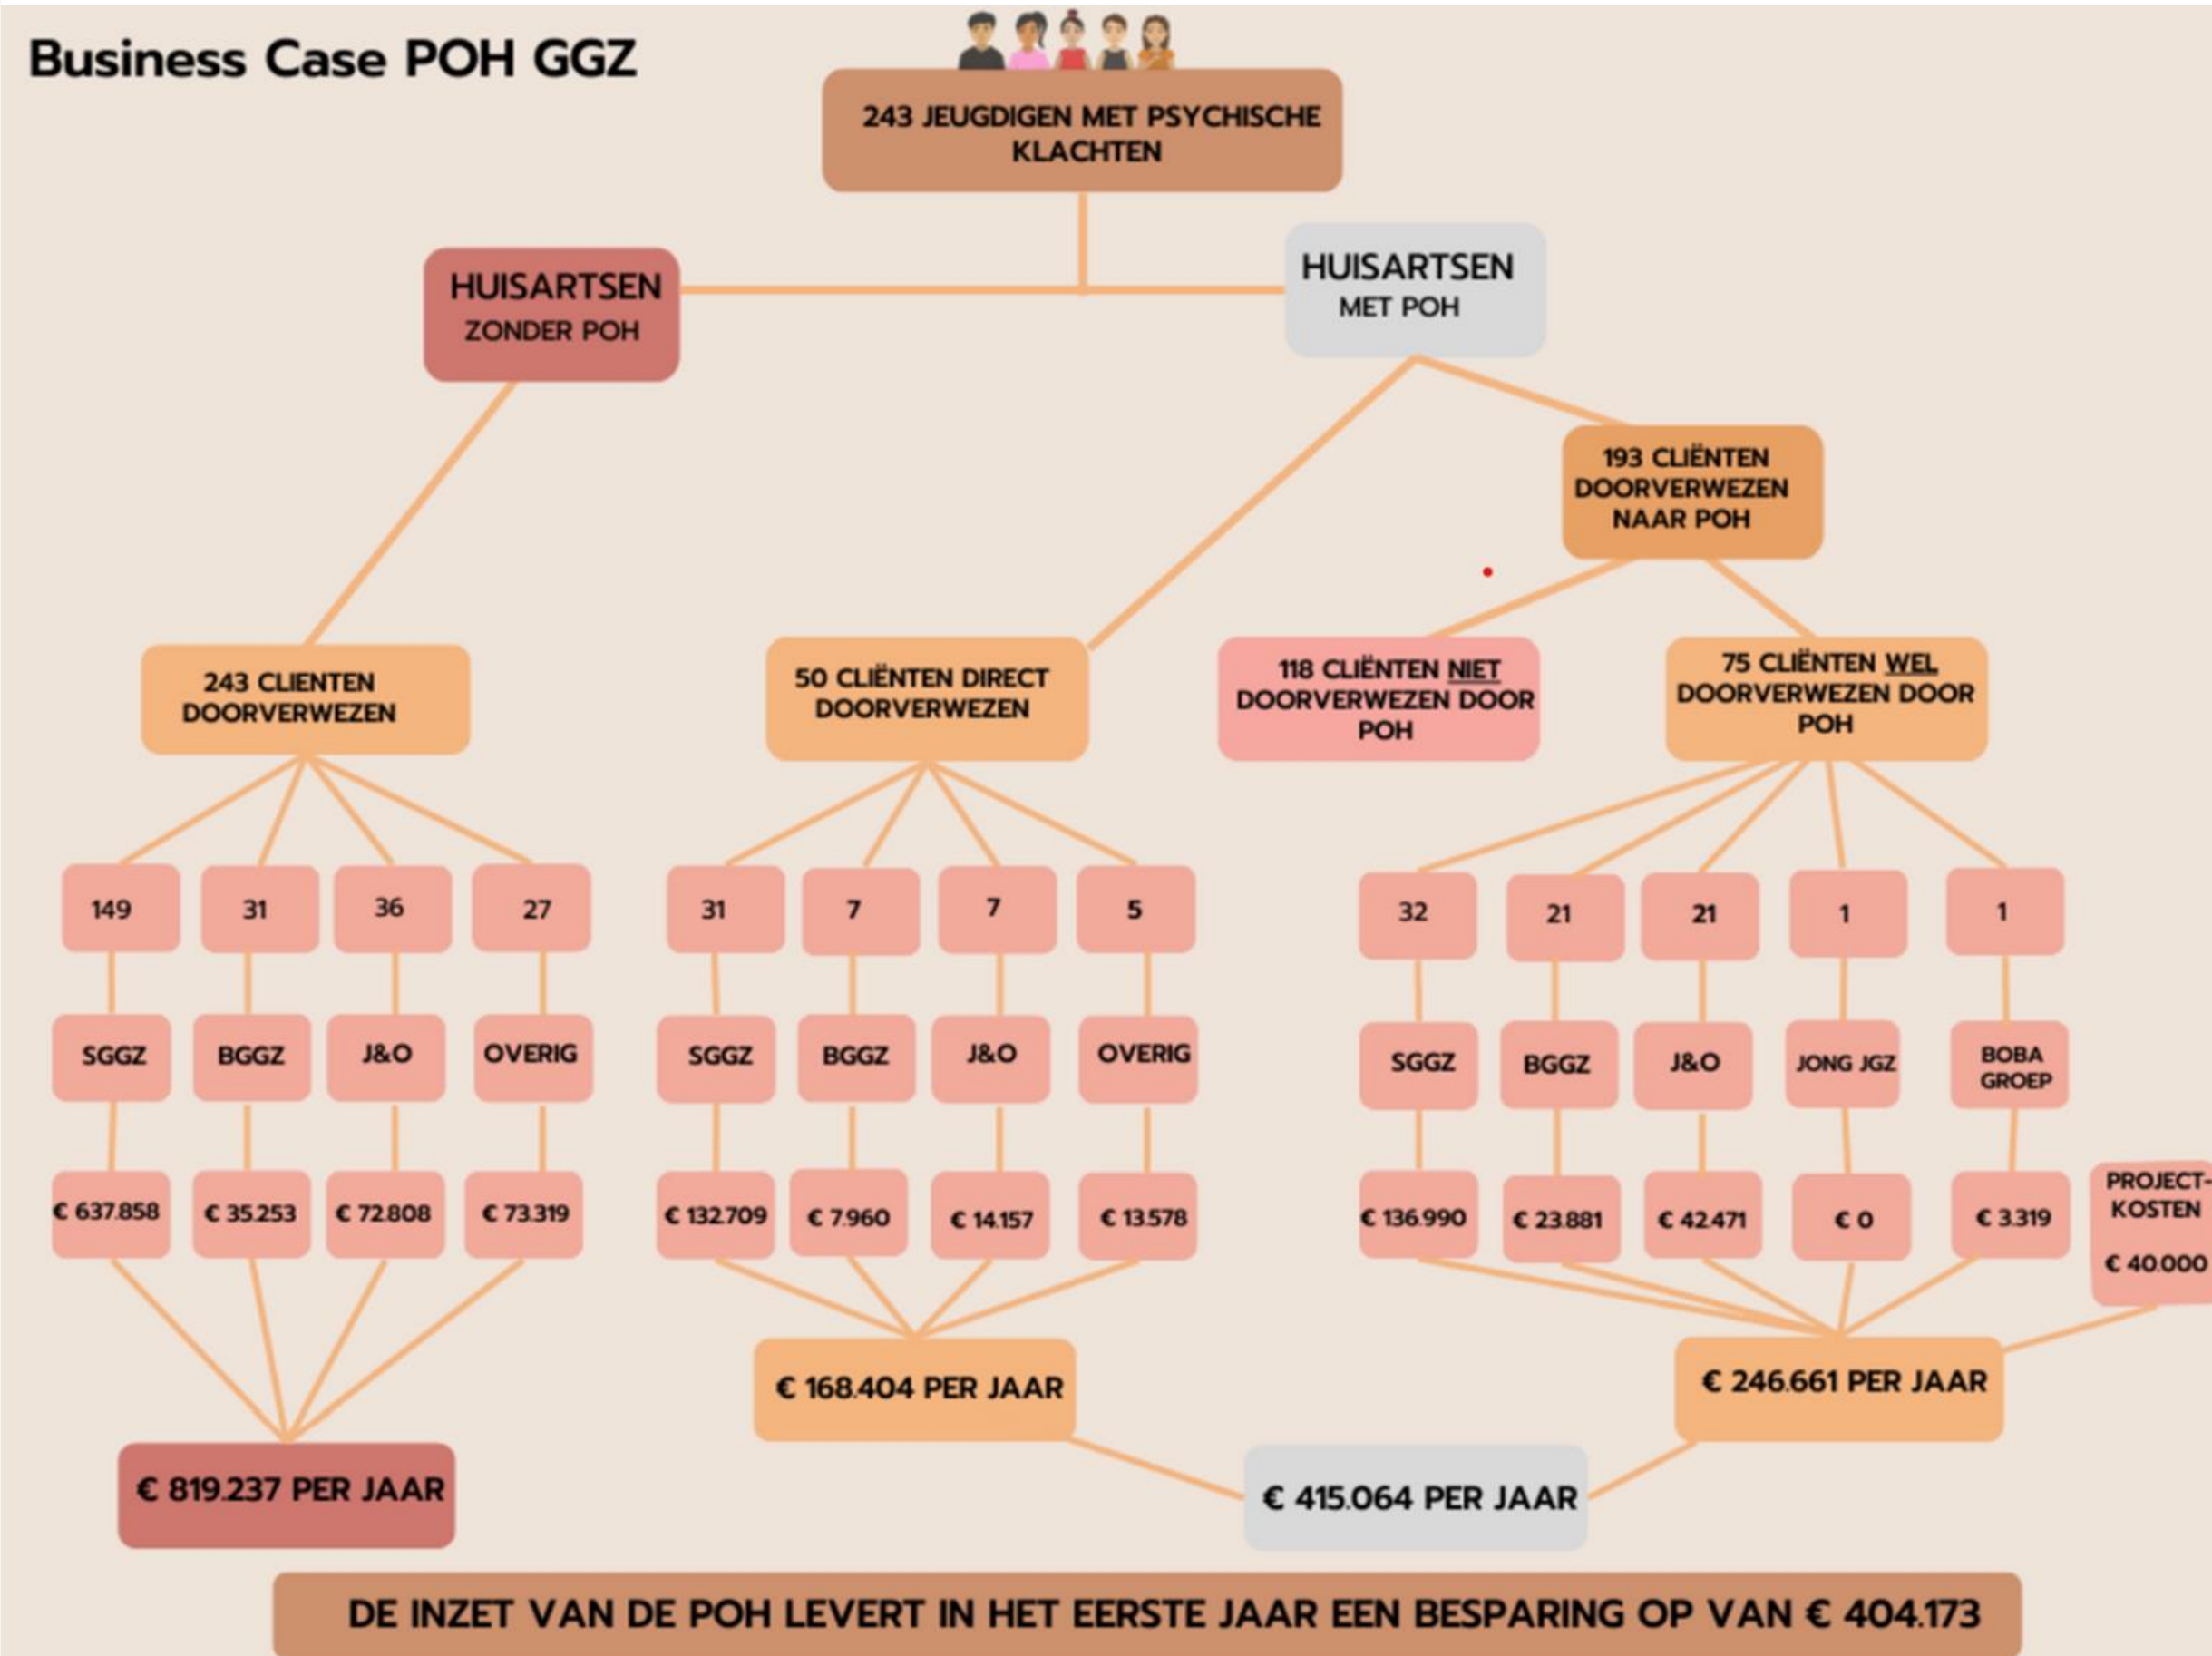 Business Case POH GGZ
243 JEUGDIGEN MET PSYCHISCHE
KLACHTEN
HUISARTSEN
ZONDER POH
HUISARTSEN
MET POH
193 CLIËNTEN
DOORVERWEZEN
NAAR POH
243 CLIENTEN
DOORVERWEZEN
50 CLIËNTEN DIRECT
DOORVERWEZEN
118 CLIËNTEN NIET
DOORVERWEZEN DOOR
POH
75 CLIËNTEN WEL
DOORVERWEZEN DOOR
POH
149
31
36
27
31
7
7
5
32
21
21
1
1
SGGZ
BGGZ
J&O
OVERIG
SGGZ
BGGZ
J&O
OVERIG
SGGZ
BGGZ
J&O
JONG JGZ
BOBA
GROEP
€ 637.858
€ 35.253
€ 72.808
€ 73.319
€ 132.709
€ 7.960
€ 14.157
€ 13.578
€ 136.990
€ 23.881
€ 42.471
€ 0
€ 3.319
PROJECT-
KOSTEN
€ 40.000
€ 168.404 PER JAAR
€ 246.661 PER JAAR
€ 819.237 PER JAAR
€ 415.064 PER JAAR
DE INZET VAN DE POH LEVERT IN HET EERSTE JAAR EEN BESPARING OP VAN € 404.173